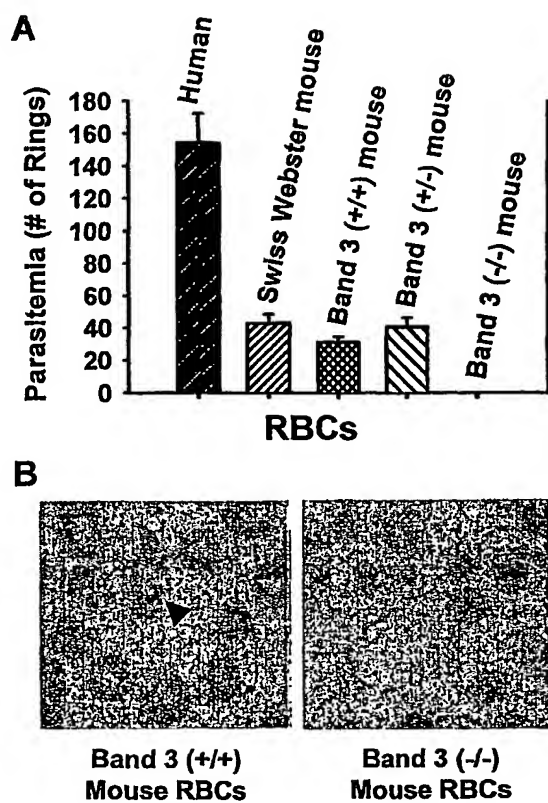 A
Parasitemia (# of Rings)
180
160
140
120
100
80
60
40
20
0
Human
Swiss Webster mouse
Band 3 (+/+) mouse
Band 3 (+/-) mouse
Band 3 (-/-) mouse
RBCs
B
Band 3 (+/+)
Mouse RBCs
Band 3 (-/-)
Mouse RBCs